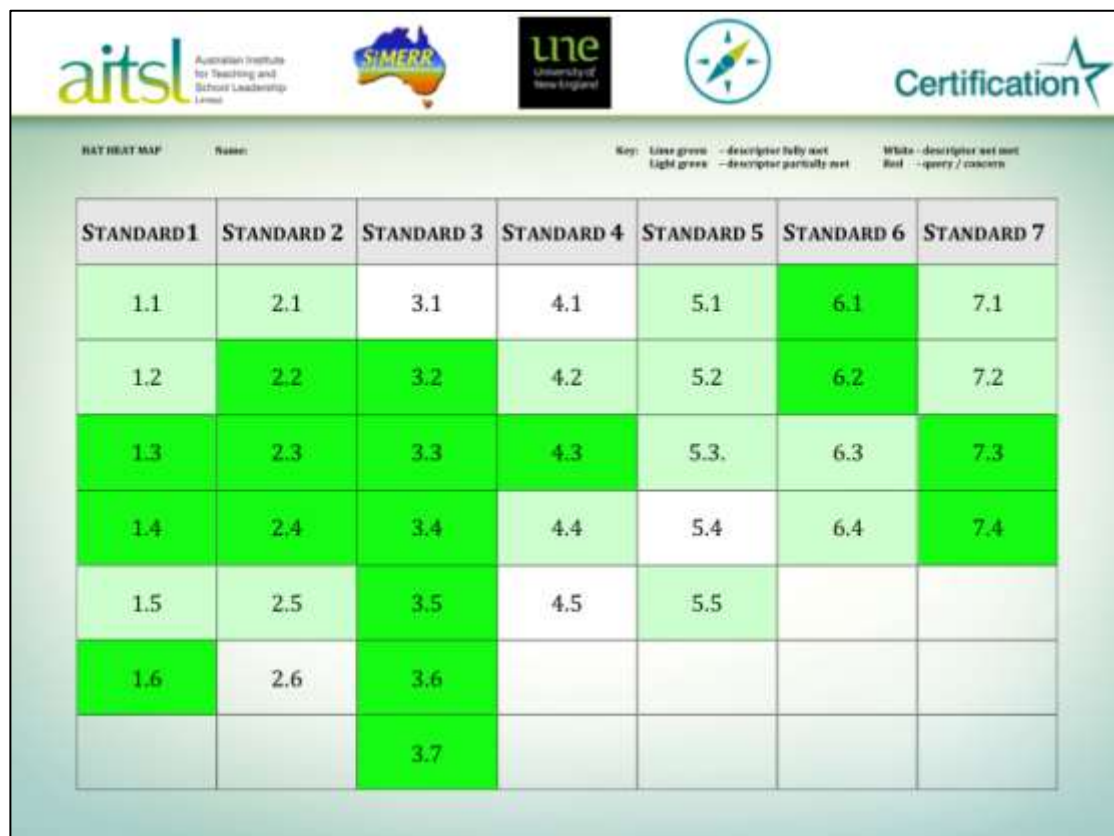 aitsl
Australian Institute
for Teaching and
School Leadership
Limited
SiMERR
une
University of
New England
Certification
HAT HEAT MAP Name:
Key: Lime green - descriptor fully met White - descriptor not met
Light green - descriptor partially met Red - query / concern
STANDARD1 STANDARD 2 STANDARD 3 STANDARD 4 STANDARD 5 STANDARD 6 STANDARD 7
1.1 2.1 3.1 4.1 5.1 6.1 7.1
1.2 2.2 3.2 4.2 5.2 6.2 7.2
1.3 2.3 3.3 4.3 5.3. 6.3 7.3
1.4 2.4 3.4 4.4 5.4 6.4 7.4
1.5 2.5 3.5 4.5 5.5
1.6 2.6 3.6
3.7